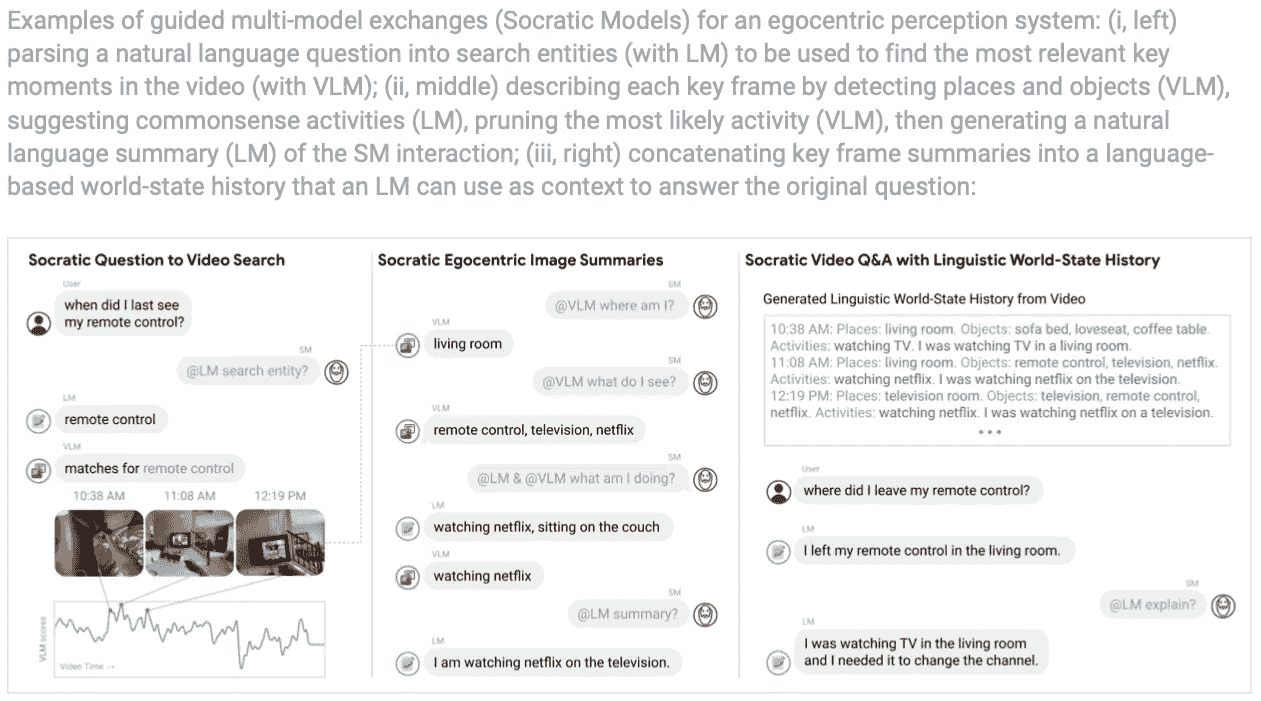 Examples of guided multi-model exchanges (Socratic Models) for an egocentric perception system: (i, left)
parsing a natural language question into search entities (with LM) to be used to find the most relevant key
moments in the video (with VLM); (ii, middle) describing each key frame by detecting places and objects (VLM),
suggesting commonsense activities (LM), pruning the most likely activity (VLM), then generating a natural
language summary (LM) of the SM interaction; (iii, right) concatenating key frame summaries into a language-
based world-state history that an LM can use as context to answer the original question:
Socratic Question to Video Search
User
when did I last see
my remote control?
SM
@LM search entity?
LM
remote control
VLM
matches for remote control
10:38 AM 11:08 AM 12:19 PM
VLM scores
Video Time →
Socratic Egocentric Image Summaries
SM
@VLM where am I?
VLM
living room
SM
@VLM what do I see?
VLM
remote control, television, netflix
SM
@LM & @VLM what am I doing?
LM
watching netflix, sitting on the couch
VLM
watching netflix
SM
@LM summary?
LM
I am watching netflix on the television.
Socratic Video Q&A with Linguistic World-State History
Generated Linguistic World-State History from Video
10:38 AM: Places: living room. Objects: sofa bed, loveseat, coffee table.
Activities: watching TV. I was watching TV in a living room.
11:08 AM: Places: living room. Objects: remote control, television, netflix.
Activities: watching netflix. I was watching netflix on the television.
12:19 PM: Places: television room. Objects: television, remote control,
netflix. Activities: watching netflix. I was watching netflix on a television.
• • •
User
where did I leave my remote control?
LM
I left my remote control in the living room.
SM
@LM explain?
LM
I was watching TV in the living room
and I needed it to change the channel.